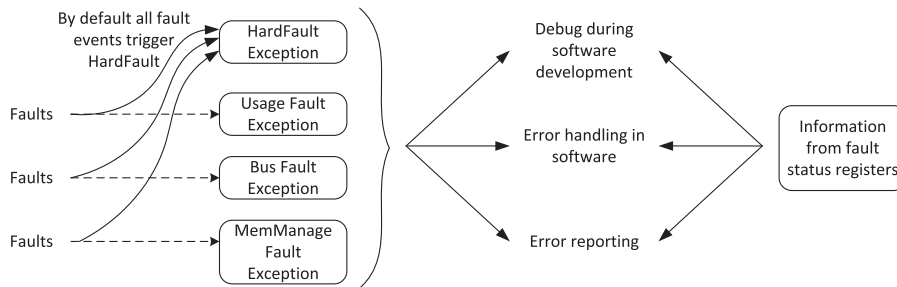 By default all fault
events trigger
HardFault
HardFault
Exception
Faults
Usage Fault
Exception
Faults
Bus Fault
Exception
Faults
MemManage
Fault
Exception
Debug during
software
development
Error handling in
software
Error reporting
Information
from fault
status registers